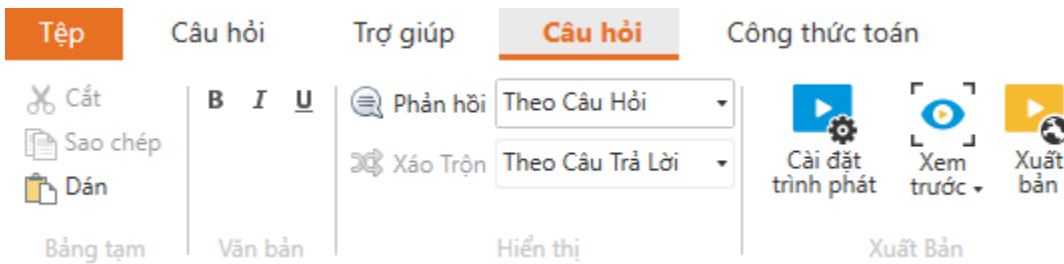 Tệp Câu hỏi Trợ giúp Câu hỏi Công thức toán
Cắt
Sao chép
Dán
Bảng tạm
B I U
Văn bản
Phản hồi Theo Câu Hỏi
Xáo Trộn Theo Câu Trả Lời
Hiển thị
Cài đặt
trình phát
Xem
trước
Xuất
bản
Xuất Bản